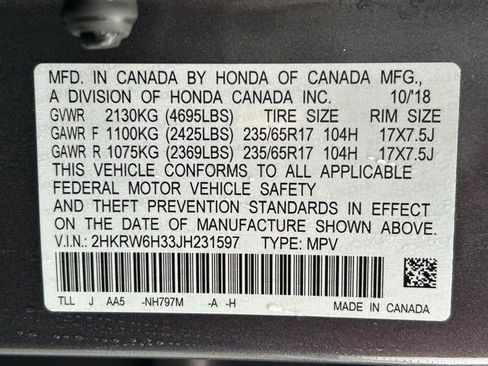 MFD. IN CANADA BY HONDA OF CANADA MFG.,
A DIVISION OF HONDA CANADA INC. 10/'18
GVWR 2130KG (4695LBS) TIRE SIZE RIM SIZE
GAWR F 1100KG (2425LBS) 235/65R17 104H 17X7.5J
GAWR R 1075KG (2369LBS) 235/65R17 104H 17X7.5J
THIS VEHICLE CONFORMS TO ALL APPLICABLE
FEDERAL MOTOR VEHICLE SAFETY
AND THEFT PREVENTION STANDARDS IN EFFECT
ON THE DATE OF MANUFACTURE SHOWN ABOVE.
V.I.N.: 2HKRW6H33JH231597 TYPE: MPV
TLL J AA5 -NH797M -A -H MADE IN CANADA